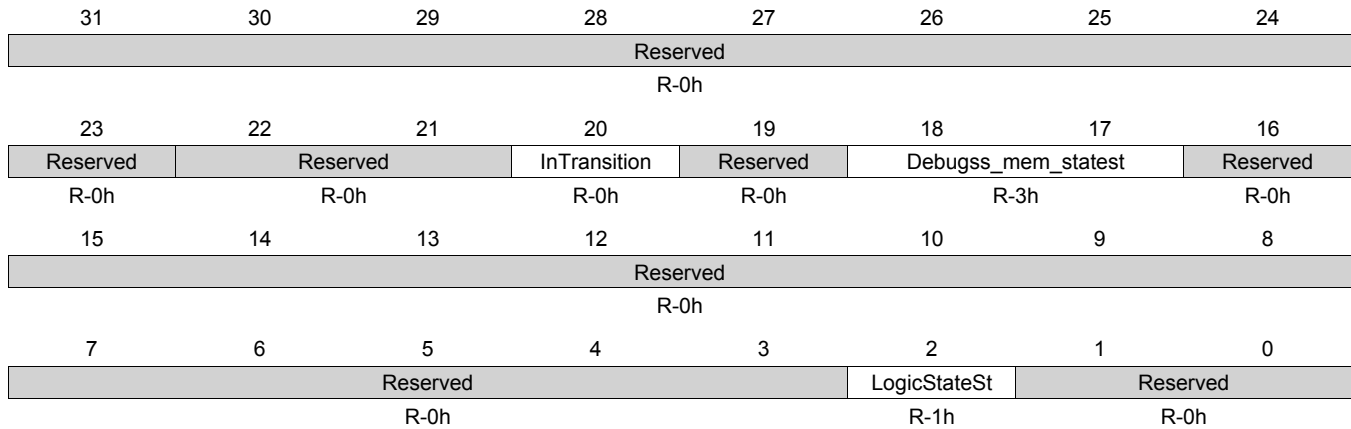 31 30 29 28 27 26 25 24
Reserved
R-0h
23 22 21 20 19 18 17 16
Reserved Reserved InTransition Reserved Debugss_mem_statest Reserved
R-0h R-0h R-0h R-0h R-3h R-0h
15 14 13 12 11 10 9 8
Reserved
R-0h
7 6 5 4 3 2 1 0
Reserved LogicStateSt Reserved
R-0h R-1h R-0h